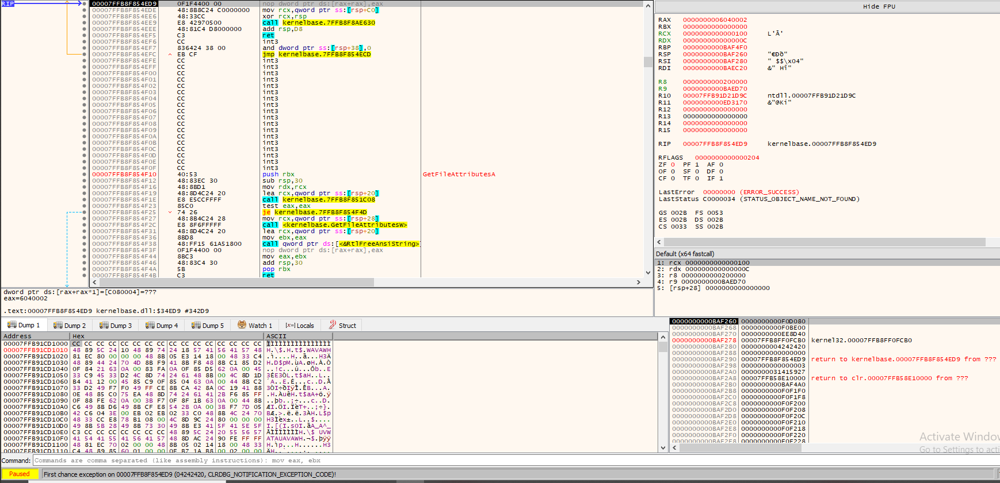 RIP
00007FFB8F854ED9 0F1F4400 00 nop dword ptr ds:[rax+rax],eax
00007FFB8F854EDE 48:8B8C24 C0000000 mov rcx,qword ptr ss:[rsp+C0]
00007FFB8F854EE6 48:33CC xor rcx,rsp
00007FFB8F854EE9 E8 42970500 call kernelbase.7FFB8F8AE630
00007FFB8F854EEE 48:81C4 D8000000 add rsp,D8
00007FFB8F854EF5 C3 ret
00007FFB8F854EF6 CC int3
00007FFB8F854EF7 836424 38 00 and dword ptr ss:[rsp+38],0
00007FFB8F854EFC EB CF jmp kernelbase.7FFB8F854ECD
00007FFB8F854EFE CC int3
00007FFB8F854EFF CC int3
00007FFB8F854F00 CC int3
00007FFB8F854F01 CC int3
00007FFB8F854F02 CC int3
00007FFB8F854F03 CC int3
00007FFB8F854F04 CC int3
00007FFB8F854F05 CC int3
00007FFB8F854F06 CC int3
00007FFB8F854F07 CC int3
00007FFB8F854F08 CC int3
00007FFB8F854F09 CC int3
00007FFB8F854F0A CC int3
00007FFB8F854F0B CC int3
00007FFB8F854F0C CC int3
00007FFB8F854F0D CC int3
00007FFB8F854F0E CC int3
00007FFB8F854F0F CC int3
00007FFB8F854F10 40:53 push rbx GetFileAttributesA
00007FFB8F854F12 48:83EC 30 sub rsp,30
00007FFB8F854F16 48:8BD1 mov rdx,rcx
00007FFB8F854F19 48:8D4C24 20 lea rcx,qword ptr ss:[rsp+20]
00007FFB8F854F1E E8 E5CCFFFF call kernelbase.7FFB8F851C08
00007FFB8F854F23 85C0 test eax,eax
00007FFB8F854F25 74 26 je kernelbase.7FFB8F854F4D
00007FFB8F854F27 48:8B4C24 28 mov rcx,qword ptr ss:[rsp+28]
00007FFB8F854F2C E8 8F6FFFFF call <kernelbase.GetFileAttributesW>
00007FFB8F854F31 48:8D4C24 20 lea rcx,qword ptr ss:[rsp+20]
00007FFB8F854F36 8BD8 mov ebx,eax
00007FFB8F854F38 48:FF15 61A51800 call qword ptr ds:[<&RtlFreeAnsiString>]
00007FFB8F854F3F 0F1F4400 00 nop dword ptr ds:[rax+rax],eax
00007FFB8F854F44 8BC3 mov eax,ebx
00007FFB8F854F46 48:83C4 30 add rsp,30
00007FFB8F854F4A 5B pop rbx
00007FFB8F854F4B C3 ret
dword ptr ds:[rax+rax*1]=[C080004]=???
eax=6040002
.text:00007FFB8F854ED9 kernelbase.dll:$34ED9 #342D9
Hide FPU
RAX 0000000006040002
RBX 0000000000000000
RCX 0000000000000100 L'Ā'
RDX 000000000000000C
RBP 0000000000BAF4F0
RSP 0000000000BAF260 "€Ðð"
RSI 0000000000BAF280 " $$\x04"
RDI 0000000000BAEC20 &" Hî"
R8 0000000000200000
R9 0000000000BAED70
R10 00007FFB91D21D9C ntdll.00007FFB91D21D9C
R11 0000000000ED3170 &"@Kí"
R12 0000000000000000
R13 0000000000000000
R14 0000000000000000
R15 0000000000000000
RIP 00007FFB8F854ED9 kernelbase.00007FFB8F854ED9
RFLAGS 0000000000000204
ZF 0 PF 1 AF 0
OF 0 SF 0 DF 0
CF 0 TF 0 IF 1
LastError 00000000 (ERROR_SUCCESS)
LastStatus C0000034 (STATUS_OBJECT_NAME_NOT_FOUND)
GS 002B FS 0053
ES 002B DS 002B
CS 0033 SS 002B
Default (x64 fastcall)
1: rcx 0000000000000100
2: rdx 000000000000000C
3: r8 0000000000200000
4: r9 0000000000BAED70
5: [rsp+28] 0000000000000000
Dump 1 Dump 2 Dump 3 Dump 4 Dump 5 Watch 1 [x=] Locals Struct
Address Hex ASCII
00007FFB91CD1000 CC CC CC CC CC CC CC CC CC CC CC CC CC CC CC CC ÌÌÌÌÌÌÌÌÌÌÌÌÌÌÌÌ
00007FFB91CD1010 48 89 5C 24 10 48 89 74 24 18 57 41 56 41 57 48 H.\$.H.t$.WAVAWH
00007FFB91CD1020 81 EC 80 00 00 00 48 8B 05 E3 14 18 00 48 33 C4
00007FFB91CD1030 48 89 44 24 70 4D 8B F9 41 8B F8 48 8B C1 85 D2
00007FFB91CD1040 0F 84 21 63 0A 00 83 FA 0A 0F 85 D5 62 0A 00 45
00007FFB91CD1050 33 C9 45 33 D2 4C 8D 74 24 61 48 8B 00 4C 8D 1D
00007FFB91CD1060 B4 41 12 00 45 85 C9 0F 85 04 63 0A 00 44 8B C2
00007FFB91CD1070 33 D2 49 F7 F0 49 FF CE 8B CA 42 8A 0C 19 41 88
00007FFB91CD1080 0E 48 85 C0 75 EA 48 8D 74 24 61 41 2B F6 85 FF
00007FFB91CD1090 0F 88 FE 62 0A 00 3B F7 0F 8F 1B 63 0A 00 44 8B
00007FFB91CD10A0 C6 49 8B D6 49 8B CF E8 54 2B 0A 00 3B F7 7D 05
00007FFB91CD10B0 42 C6 04 3E 00 EB 02 EB 02 33 C0 48 8B 4C 24 70
00007FFB91CD10C0 48 33 CC E8 78 B1 08 00 4C 8D 9C 24 80 00 00 00
00007FFB91CD10D0 49 8B 5B 28 49 8B 73 30 49 8B E3 41 5F 41 5E 5F
00007FFB91CD10E0 C3 CC CC CC CC CC CC CC 48 89 5C 24 20 55 56 57
00007FFB91CD10F0 41 54 41 55 41 56 41 57 48 8D AC 24 90 FE FF FF
00007FFB91CD1100 48 81 EC 70 02 00 00 48 8B 05 02 14 18 00 48 33
00007FFB91CD1110 C4 48 89 85 60 01 00 00 0F B7 1A B8 00 02 00 00
0000000000BAF260 0000000000F0D080
0000000000BAF268 0000000000F0BE00
0000000000BAF270 0000000000EE8D40
0000000000BAF278 00007FFB8FF0FCB0 kernel32.00007FFB8FF0FCB0
0000000000BAF280 0000000004242420
0000000000BAF288 0000000000000000
0000000000BAF290 00007FFB8F854ED9 return to kernelbase.00007FFB8F854ED9 from ???
0000000000BAF298 0000000000000003
0000000000BAF2A0 0000000031415927
0000000000BAF2A8 00007FFB58E10000 return to clr.00007FFB58E10000 from ???
0000000000BAF2B0 0000000000BAF4A0
0000000000BAF2B8 0000000000F0F1F0
0000000000BAF2C0 0000000000F0F1F8
0000000000BAF2C8 0000000000F0F200
0000000000BAF2D0 0000000000F0F208
0000000000BAF2D8 0000000000F0F20C
0000000000BAF2E0 0000000000F0F210
0000000000BAF2E8 0000000000F0F218
0000000000BAF2F0 0000000000F0F220
0000000000BAF2F8 0000000000F0F228
Activate Window
Go to Settings to acti
Command: Commands are comma separated (like assembly instructions): mov eax, ebx
Paused First chance exception on 00007FFB8F854ED9 (04242420, CLRDBG_NOTIFICATION_EXCEPTION_CODE)!